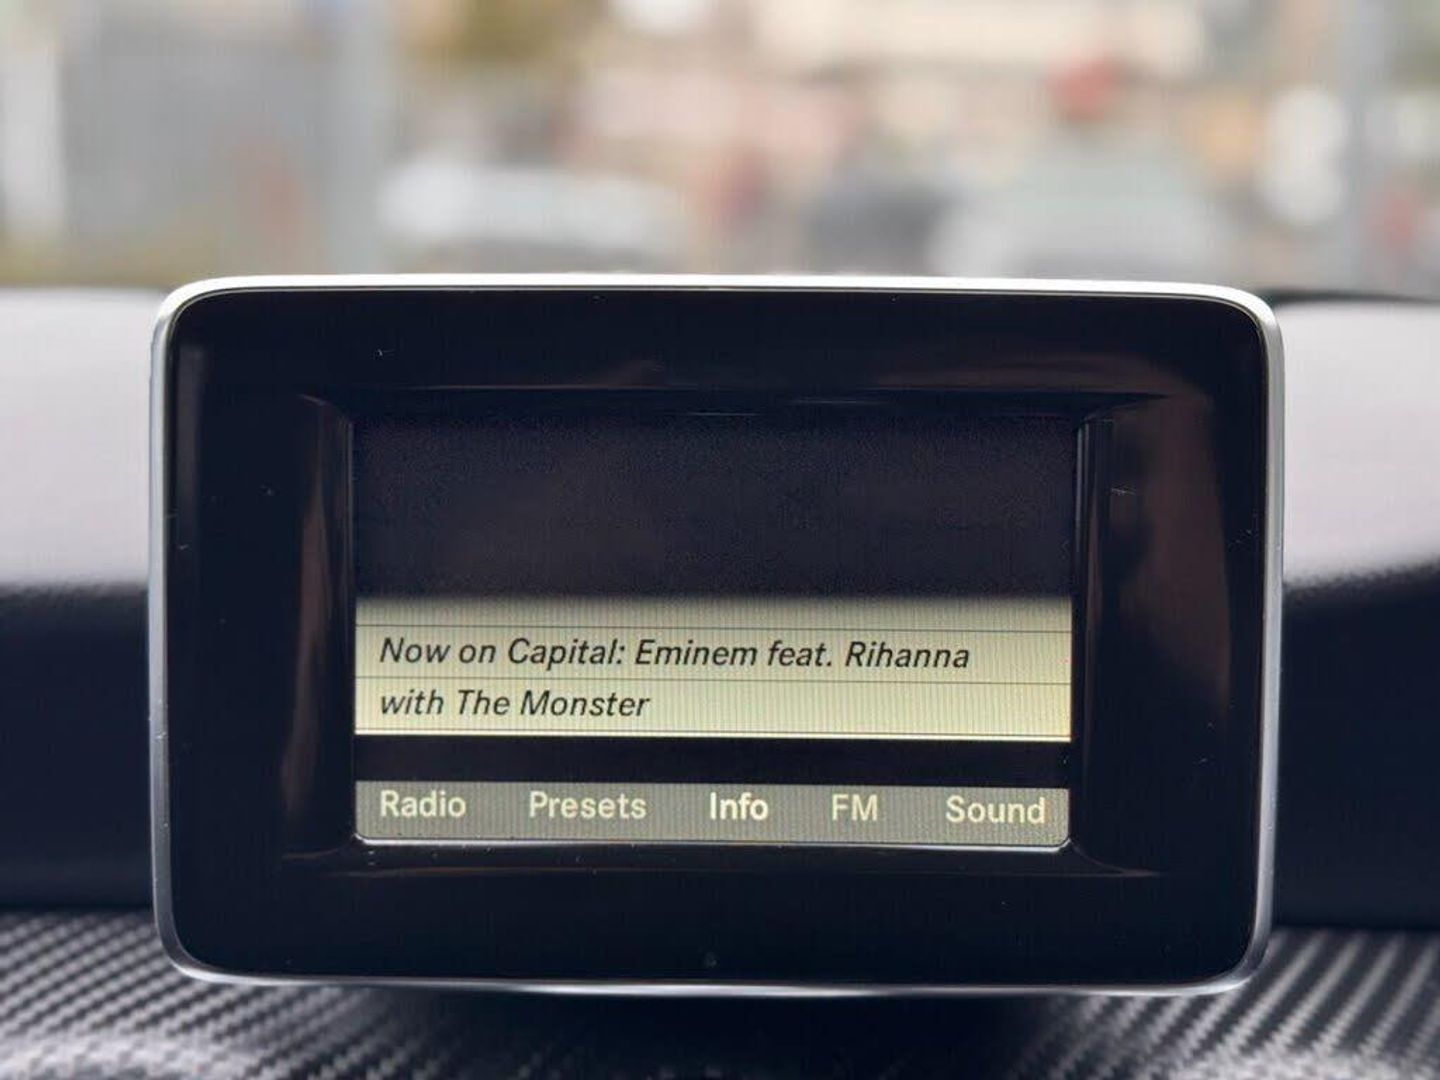 Now on Capital: Eminem feat. Rihanna
with The Monster
Radio Presets Info FM Sound